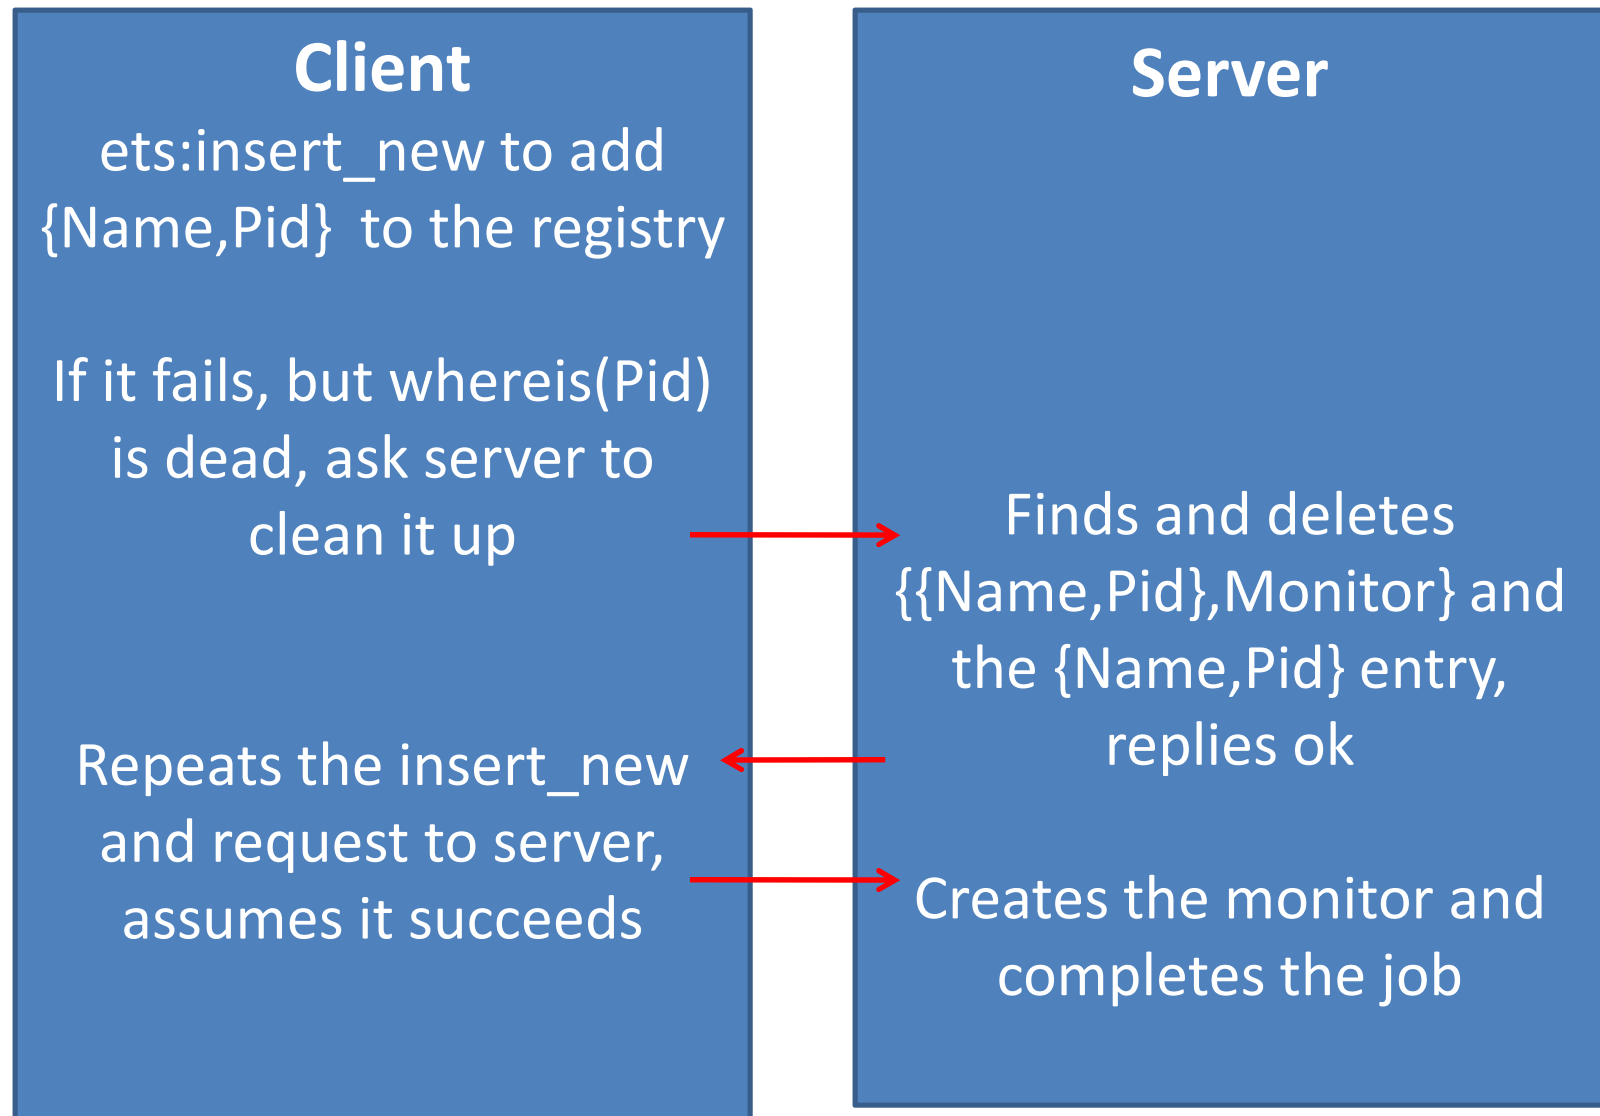 Client
ets:insert_new to add
{Name,Pid}  to the registry
If it fails, but whereis(Pid)
is dead, ask server to
clean it up
Repeats the insert_new
and request to server,
assumes it succeeds
Server
Finds and deletes
{{Name,Pid},Monitor} and
the {Name,Pid} entry,
replies ok
Creates the monitor and
completes the job